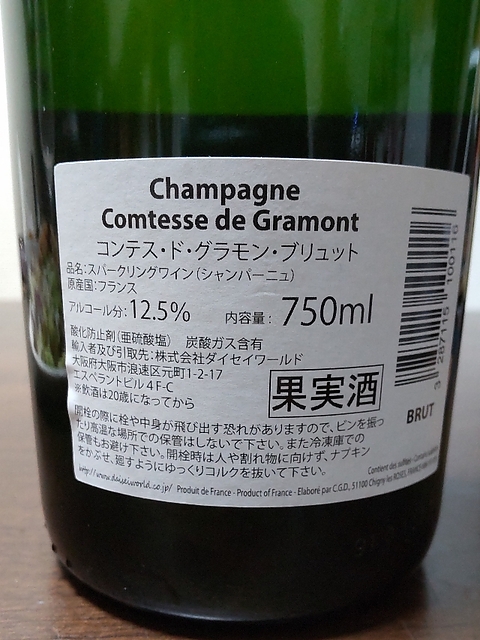 Champagne
Comtesse de Gramont
コンテス・ド・グラモン・ブリュット
品名：スパークリングワイン（シャンパーニュ）
原産国：フランス
アルコール分：12.5%　内容量：750ml
酸化防止剤（亜硫酸塩）　炭酸ガス含有
輸入者及び引取先：株式会社ダイセイワールド
大阪府大阪市浪速区元町1-2-17
エスペラントビル４F-C
※飲酒は20歳になってから
果実酒
BRUT
3 287115 100116
開栓の際に栓や中身が飛び出す恐れがありますので、ビンを振っ
たり高温な場所での保管はしないで下さい。また冷凍庫での
保管もお避け下さい。開栓時は人や割れ物に向けず、ナプキン
をかぶせ、廻すようにゆっくりコルクを抜いて下さい。
Contient des sulfites
http://www.daiseiworld.co.jp/ Produit de France - Product of France - Elaboré par C.G.D., 51100 Chigny les ROSES, FRANCE